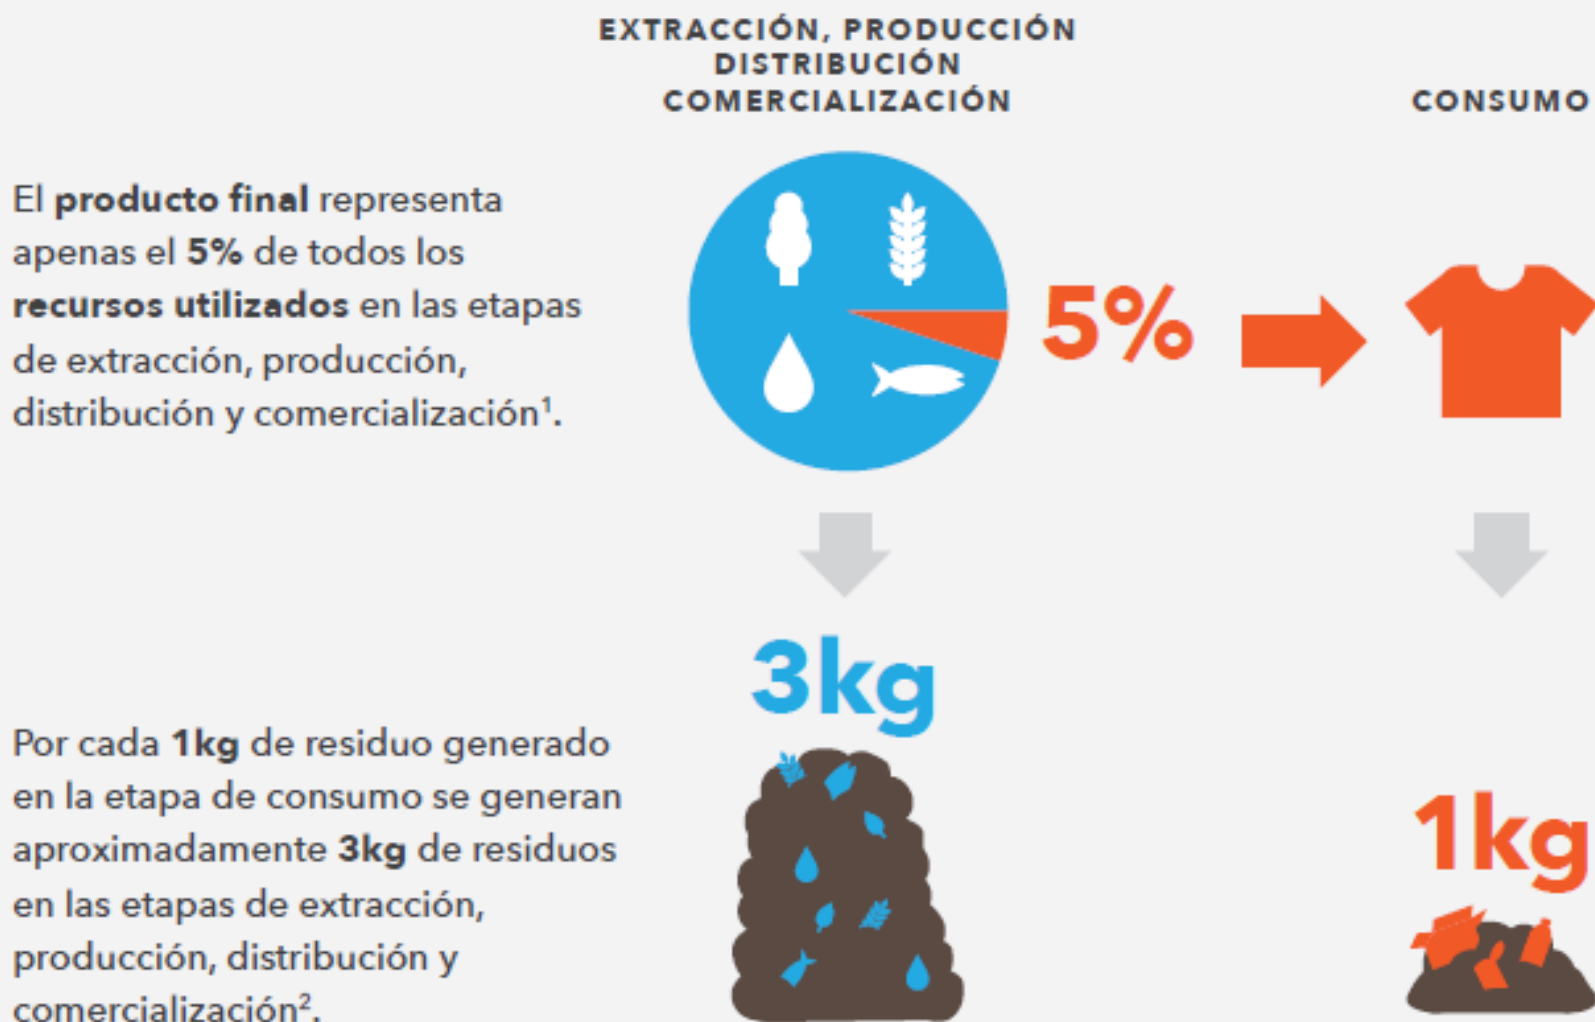 EXTRACCIÓN, PRODUCCIÓN
DISTRIBUCIÓN
COMERCIALIZACIÓN
CONSUMO
El producto final representa
apenas el 5% de todos los
recursos utilizados en las etapas
de extracción, producción,
distribución y comercialización¹.
5%
3kg
Por cada 1kg de residuo generado
en la etapa de consumo se generan
aproximadamente 3kg de residuos
en las etapas de extracción,
producción, distribución y
comercialización².
1kg